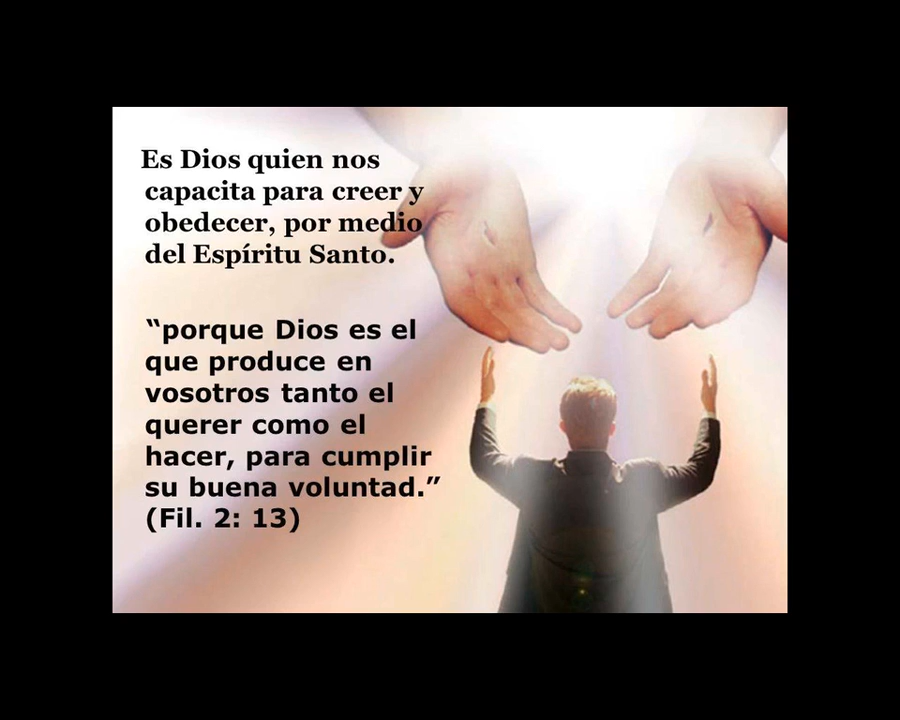 Es Dios quien nos
capacita para creer y
obedecer, por medio
del Espíritu Santo.
“porque Dios es el
que produce en
vosotros tanto el
querer como el
hacer, para cumplir
su buena voluntad.”
(Fil. 2: 13)